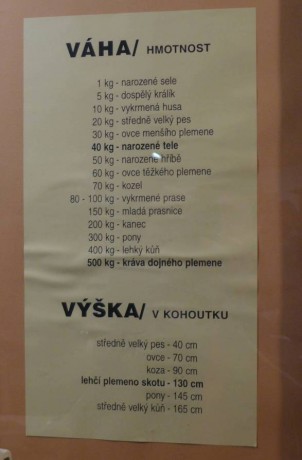 VÁHA/ HMOTNOST
1 kg - narozené sele
5 kg - dospělý králík
10 kg - vykrmená husa
20 kg - středně velký pes
30 kg - ovce menšího plemene
40 kg - narozené tele
50 kg - narozené hříbě
60 kg - ovce těžkého plemene
70 kg - kozel
80 - 100 kg - vykrmené prase
150 kg - mladá prasnice
200 kg - kanec
300 kg - pony
400 kg - lehký kůň
500 kg - kráva dojného plemene
VÝŠKA/ V KOHOUTKU
středně velký pes - 40 cm
ovce - 70 cm
koza - 90 cm
lehčí plemeno skotu - 130 cm
pony - 145 cm
středně velký kůň - 165 cm